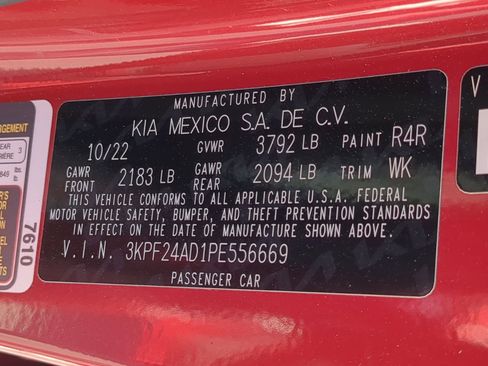 MANUFACTURED BY
KIA MEXICO S.A. DE C.V.
10/22 GVWR 3792 LB PAINT R4R
GAWR FRONT 2183 LB GAWR REAR 2094 LB TRIM WK
THIS VEHICLE CONFORMS TO ALL APPLICABLE U.S.A. FEDERAL
MOTOR VEHICLE SAFETY, BUMPER, AND THEFT PREVENTION STANDARDS
IN EFFECT ON THE DATE OF MANUFACTURE SHOWN ABOVE.
V.I.N. 3KPF24AD1PE556669
PASSENGER CAR
7610
V